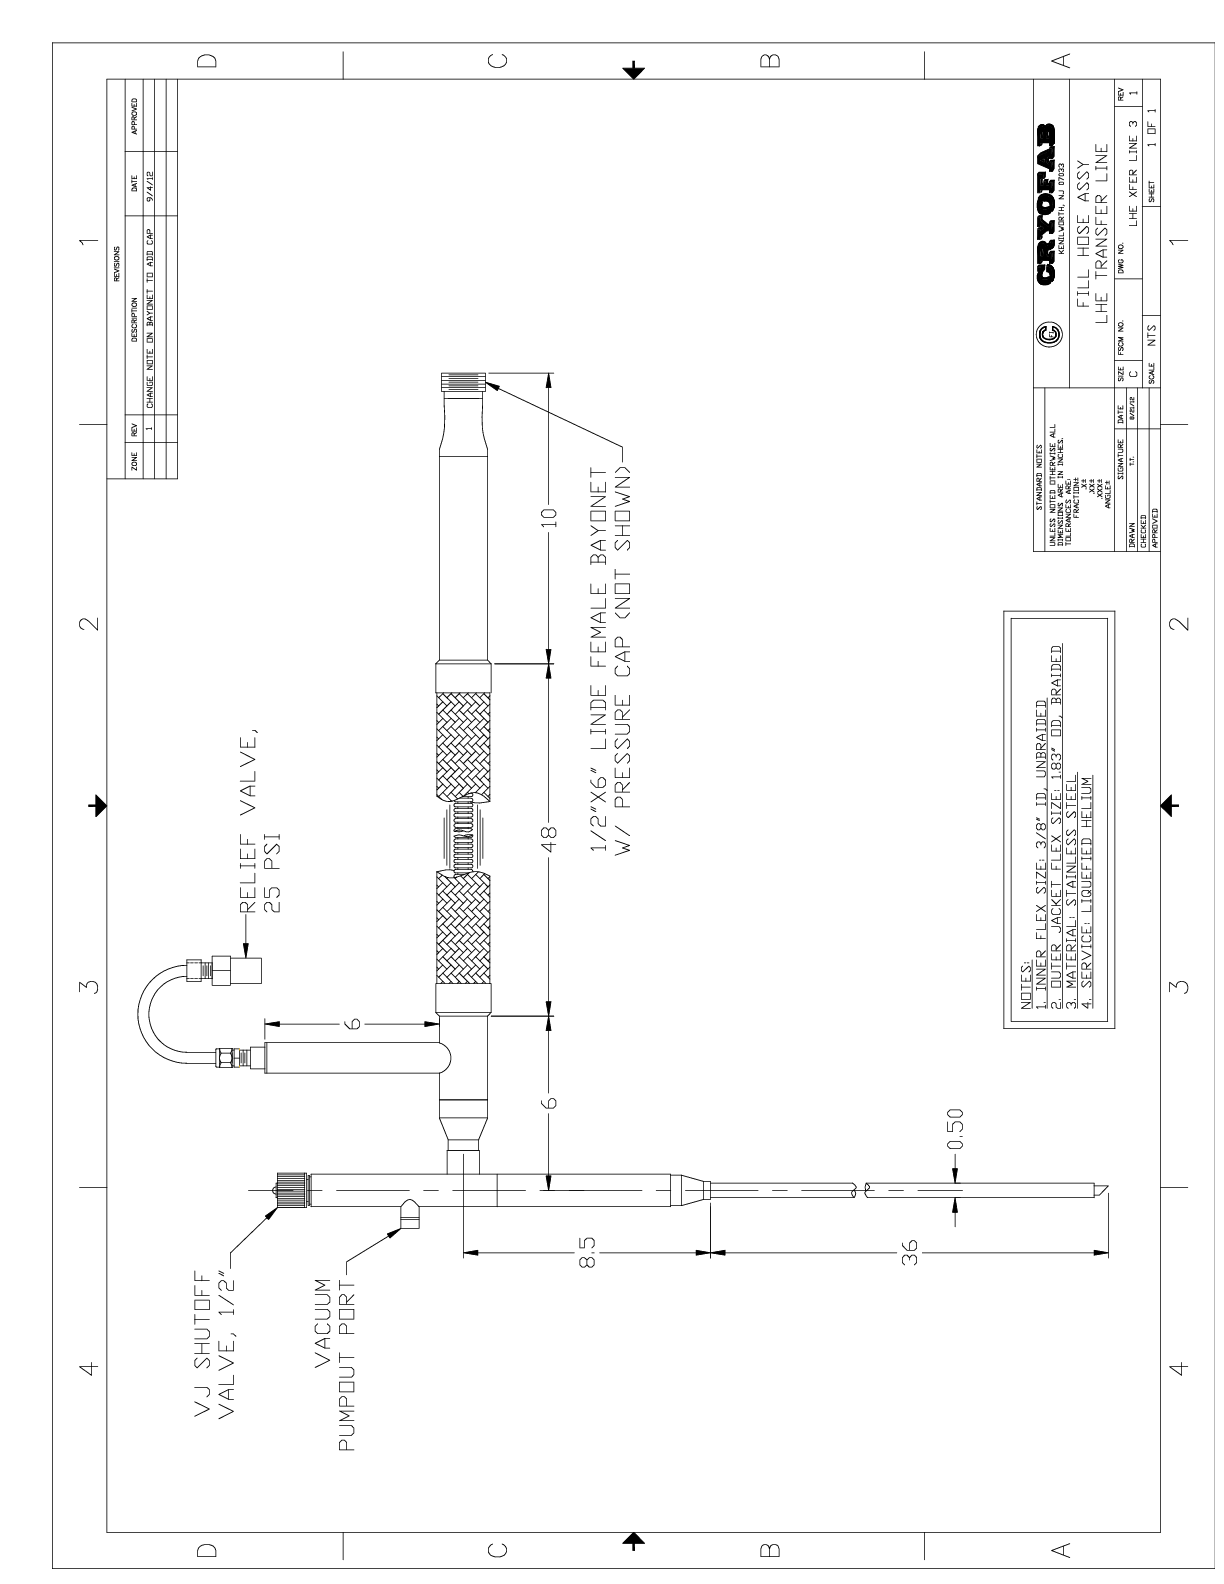 D
C
B
A
REVISIONS
ZONE REV DESCRIPTION DATE APPROVED
1 CHANGE NOTE ON BAYONET TO ADD CAP 9/4/12
1
2
3
4
VJ SHUTOFF
VALVE, 1/2"
VACUUM
PUMPOUT PORT
RELIEF VALVE,
25 PSI
6
6
48
10
1/2"X6" LINDE FEMALE BAYONET
W/ PRESSURE CAP (NOT SHOWN)
8.5
36
0.50
NOTES:
1. INNER FLEX SIZE: 3/8" ID, UNBRAIDED
2. OUTER JACKET FLEX SIZE: 1.83" OD, BRAIDED
3. MATERIAL: STAINLESS STEEL
4. SERVICE: LIQUEFIED HELIUM
STANDARD NOTES
UNLESS NOTED OTHERWISE ALL
DIMENSIONS ARE IN INCHES.
TOLERANCES ARE:
FRACTION±
.X±
.XX±
.XXX±
ANGLE±
SIGNATURE DATE
DRAWN T.T. 8/21/12
CHECKED
APPROVED
CRYOFAB
KENILWORTH, NJ 07033
FILL HOSE ASSY
LHE TRANSFER LINE
SIZE FSCM NO. DWG NO. REV
C LHE XFER LINE 3 1
SCALE NTS SHEET 1 OF 1
1
2
3
4
D
C
B
A